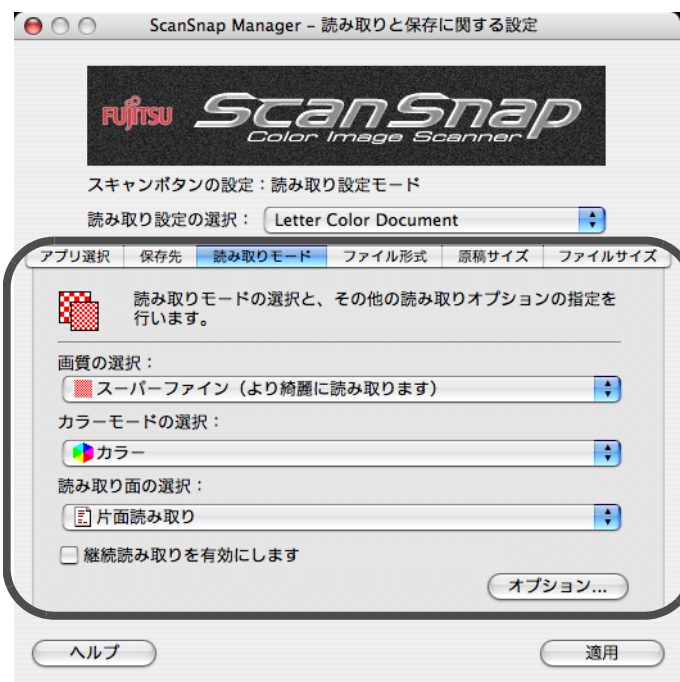 ScanSnap Manager – 読み取りと保存に関する設定
FUJITSU ScanSnap
Color Image Scanner
スキャンボタンの設定：読み取り設定モード
読み取り設定の選択： Letter Color Document
アプリ選択 保存先 読み取りモード ファイル形式 原稿サイズ ファイルサイズ
読み取りモードの選択と、その他の読み取りオプションの指定を
行います。
画質の選択：
スーパーファイン（より綺麗に読み取ります）
カラーモードの選択：
カラー
読み取り面の選択：
片面読み取り
継続読み取りを有効にします
オプション...
ヘルプ 適用